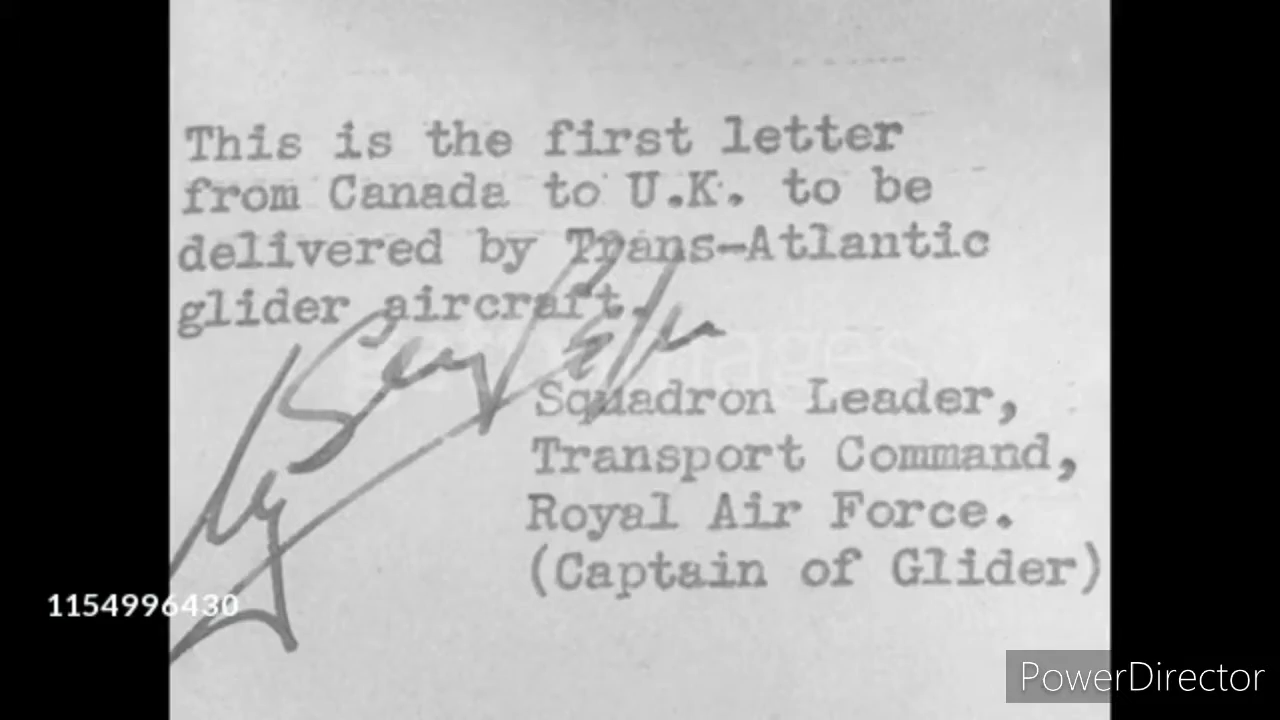 This is the first letter
from Canada to U.K. to be
delivered by Trans-Atlantic
glider aircraft.
Squadron Leader,
Transport Command,
Royal Air Force.
(Captain of Glider)
1154996430
PowerDirector